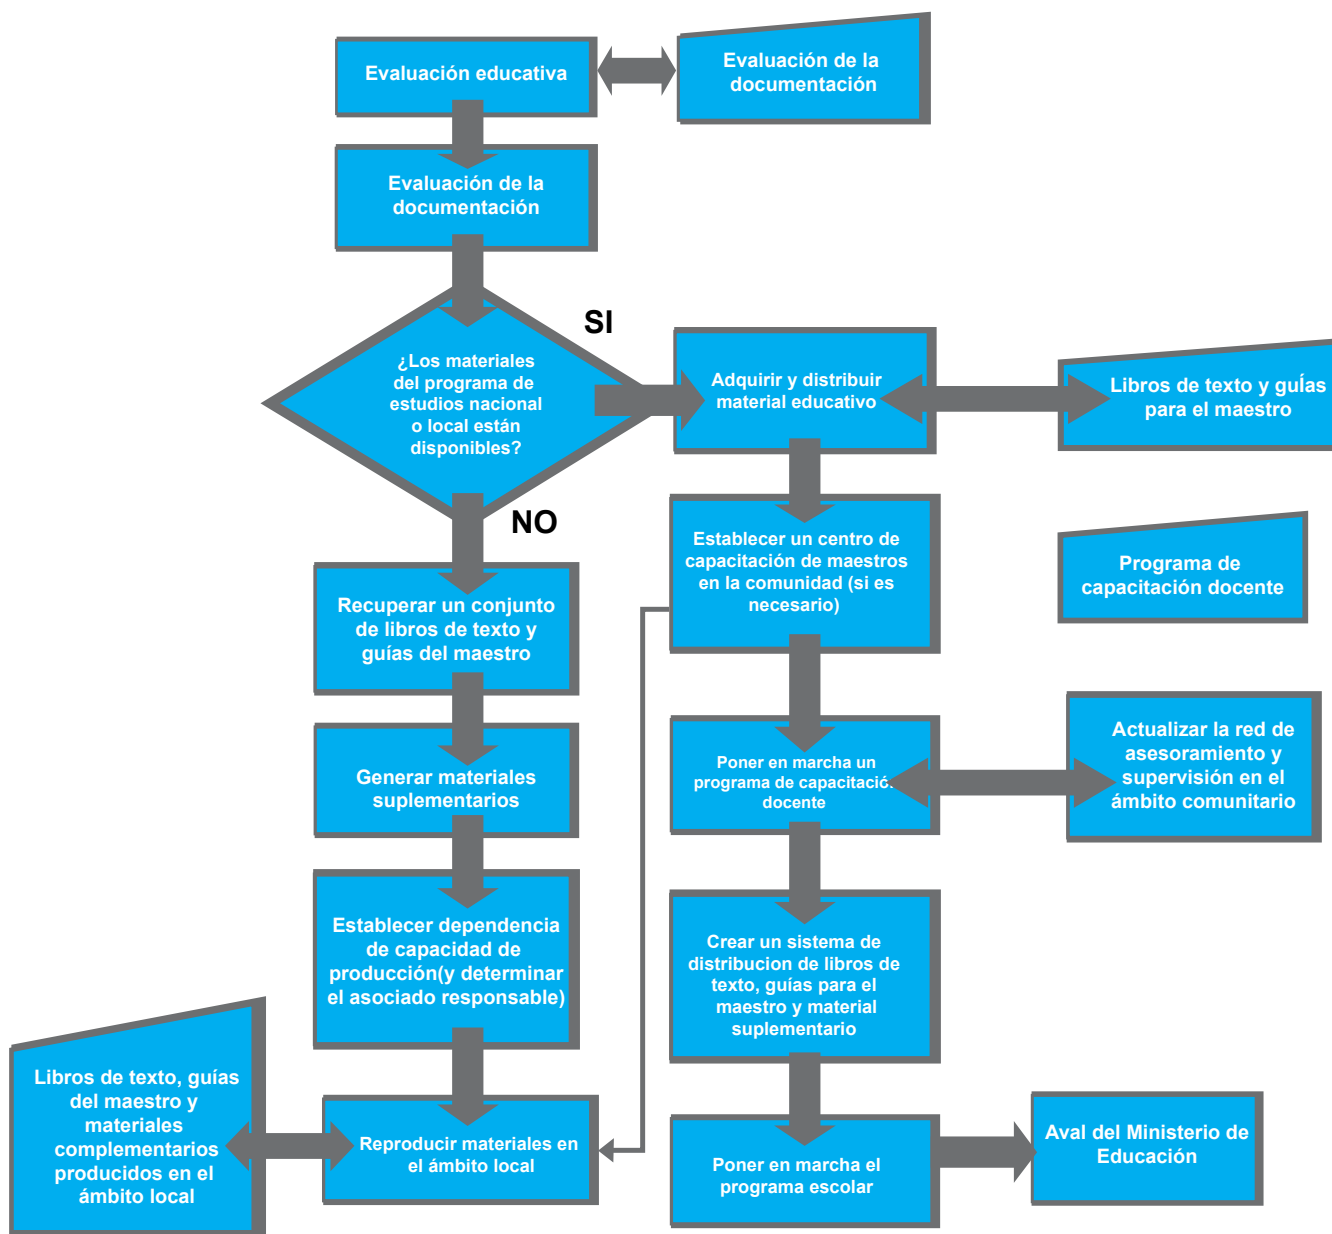 Evaluación educativa
Evaluación de la
documentación
Evaluación de la
documentación
SI
¿Los materiales
del programa de
estudios nacional
o local están
disponibles?
Adquirir y distribuir
material educativo
Libros de texto y guías
para el maestro
NO
Establecer un centro de
capacitación de maestros
en la comunidad (si es
necesario)
Programa de
capacitación docente
Recuperar un conjunto
de libros de texto y
guías del maestro
Generar materiales
suplementarios
Poner en marcha un
programa de capacitación
docente
Actualizar la red de
asesoramiento y
supervisión en el
ámbito comunitario
Establecer dependencia
de capacidad de
producción(y determinar
el asociado responsable)
Crear un sistema de
distribucion de libros de
texto, guías para el
maestro y material
suplementario
Libros de texto, guías
del maestro y
materiales
complementarios
producidos en el
ámbito local
Reproducir materiales en
el ámbito local
Poner en marcha el
programa escolar
Aval del Ministerio de
Educación